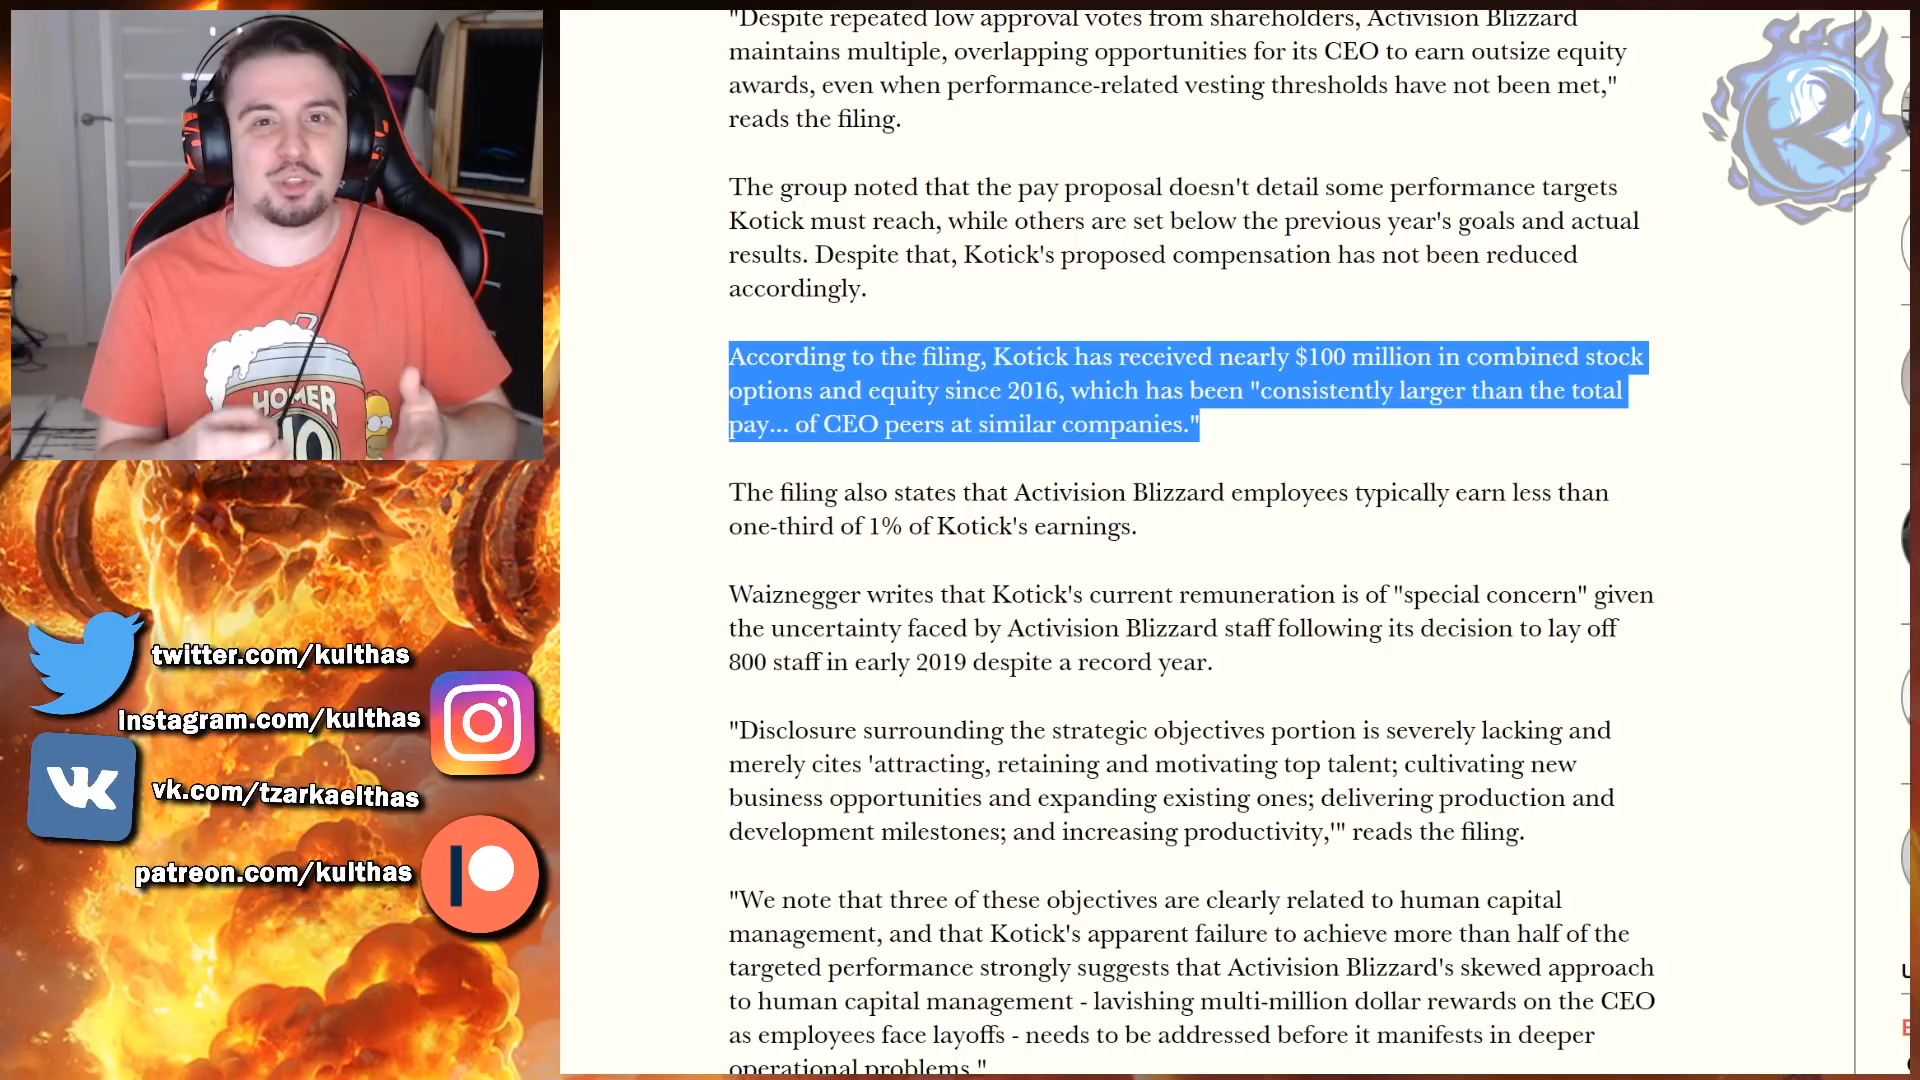 "Despite repeated low approval votes from shareholders, Activision Blizzard
maintains multiple, overlapping opportunities for its CEO to earn outsize equity
awards, even when performance-related vesting thresholds have not been met,"
reads the filing.
The group noted that the pay proposal doesn't detail some performance targets
Kotick must reach, while others are set below the previous year's goals and actual
results. Despite that, Kotick's proposed compensation has not been reduced
accordingly.
According to the filing, Kotick has received nearly $100 million in combined stock
options and equity since 2016, which has been "consistently larger than the total
pay... of CEO peers at similar companies."
The filing also states that Activision Blizzard employees typically earn less than
one-third of 1% of Kotick's earnings.
Waiznegger writes that Kotick's current remuneration is of "special concern" given
the uncertainty faced by Activision Blizzard staff following its decision to lay off
800 staff in early 2019 despite a record year.
"Disclosure surrounding the strategic objectives portion is severely lacking and
merely cites 'attracting, retaining and motivating top talent; cultivating new
business opportunities and expanding existing ones; delivering production and
development milestones; and increasing productivity,'" reads the filing.
"We note that three of these objectives are clearly related to human capital
management, and that Kotick's apparent failure to achieve more than half of the
targeted performance strongly suggests that Activision Blizzard's skewed approach
to human capital management - lavishing multi-million dollar rewards on the CEO
as employees face layoffs - needs to be addressed before it manifests in deeper
operational problems."
HOMER
twitter.com/kulthas
instagram.com/kulthas
vk.com/tzarkaelthas
patreon.com/kulthas